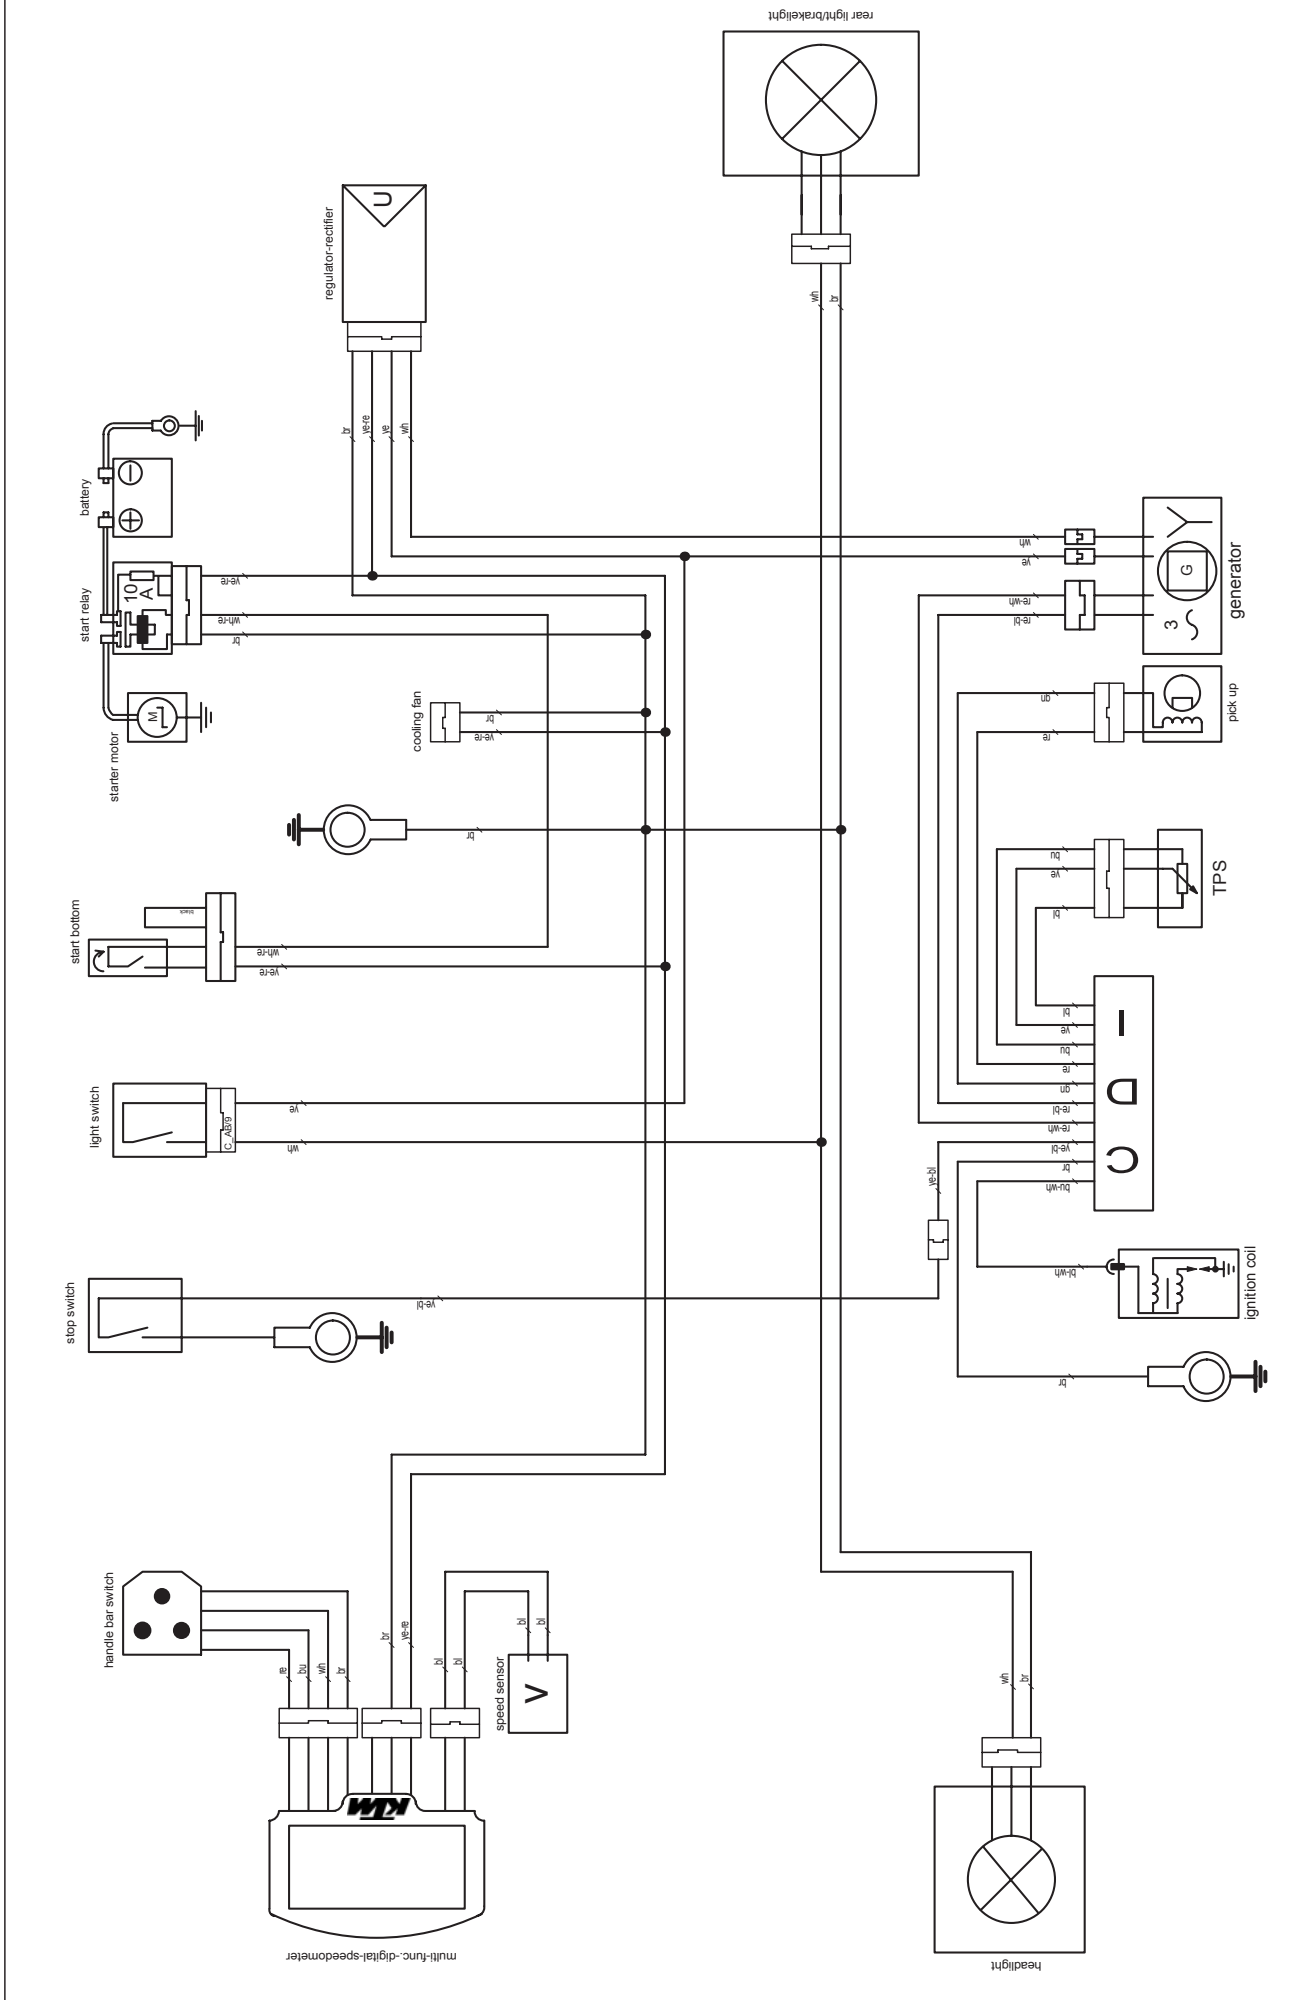 rear light/brakelight
wh
br
regulator-rectifier
U
br
ye-re
ye
wh
battery
start relay
10
A
ye-re
wh-re
br
starter motor
M
cooling fan
br
ye-re
br
wh
ye
re-wh
re-bl
generator
G
3
pick up
gn
re
TPS
bu
ye
bl
start bottom
black
wh-re
ye-re
light switch
C_AB/9
ye
wh
C D I
bl
ye
bu
re
gn
re-bl
re-wh
ye-bl
br
bu-wh
ye-bl
stop switch
ye-bl
ignition coil
bl-wh
br
handle bar switch
re
bu
wh
br
br
ye-re
bl
bl
speed sensor
V
bl
bl
KTM
multi-func.-digital-speedometer
wh
br
headlight